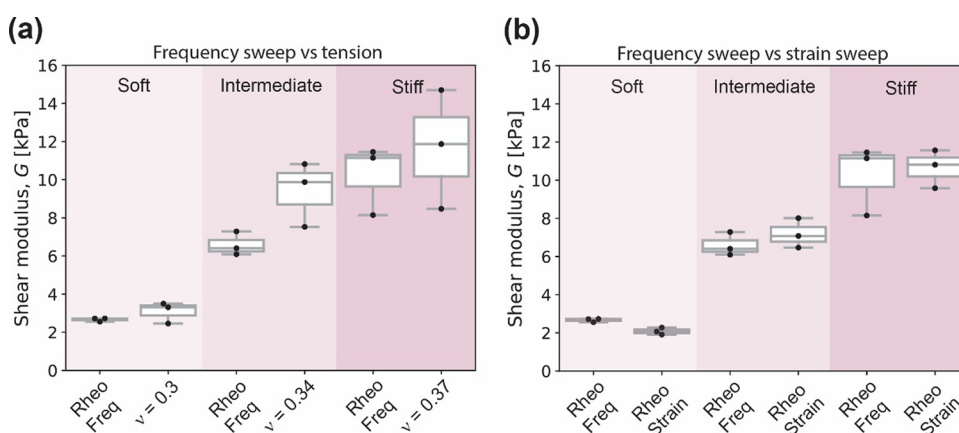 (a)
Frequency sweep vs tension
Soft
Intermediate
Stiff
Shear modulus, G [kPa]
16
14
12
10
8
6
4
2
0
Rheo
Freq
ν = 0.3
Rheo
Freq
ν = 0.34
Rheo
Freq
ν = 0.37
(b)
Frequency sweep vs strain sweep
Soft
Intermediate
Stiff
Shear modulus, G [kPa]
16
14
12
10
8
6
4
2
0
Rheo
Freq
Rheo
Strain
Rheo
Freq
Rheo
Strain
Rheo
Freq
Rheo
Strain